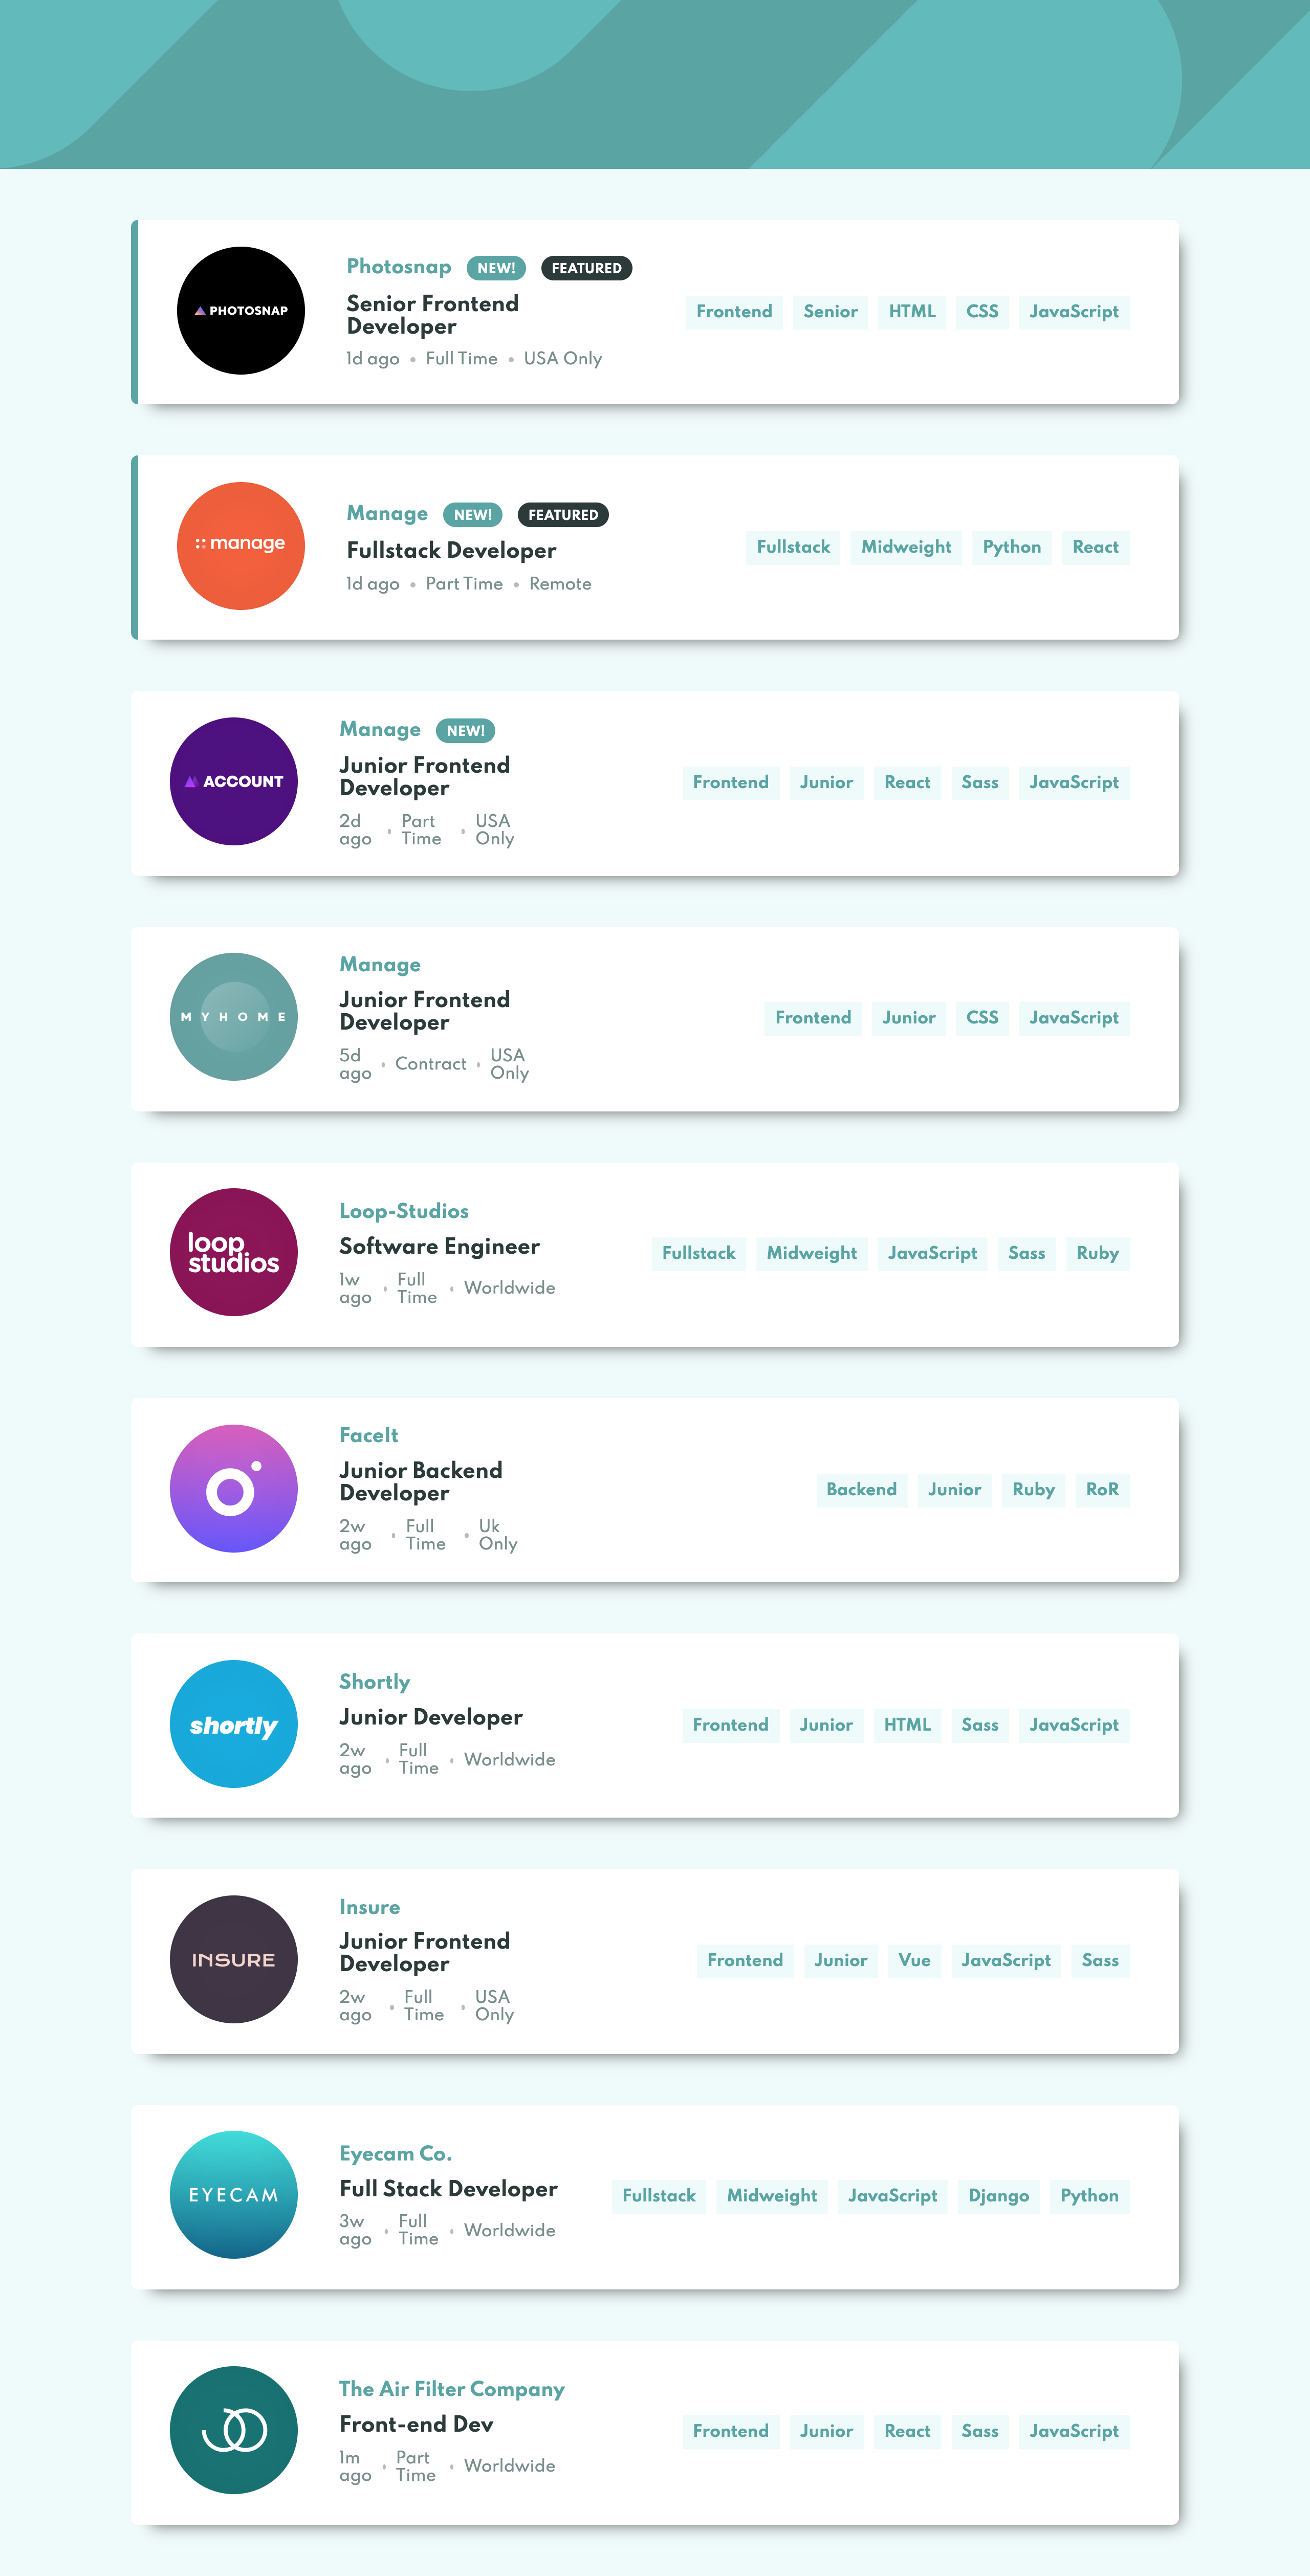 PHOTOSNAP
Photosnap NEW! FEATURED
Senior Frontend
Developer
1d ago • Full Time • USA Only
Frontend Senior HTML CSS JavaScript
manage
Manage NEW! FEATURED
Fullstack Developer
1d ago • Part Time • Remote
Fullstack Midweight Python React
ACCOUNT
Manage NEW!
Junior Frontend
Developer
2d ago • Part Time • USA Only
Frontend Junior React Sass JavaScript
MYHOME
Manage
Junior Frontend
Developer
5d ago • Contract • USA Only
Frontend Junior CSS JavaScript
loop
studios
Loop-Studios
Software Engineer
1w ago • Full Time • Worldwide
Fullstack Midweight JavaScript Sass Ruby
FaceIt
Junior Backend
Developer
2w ago • Full Time • Uk Only
Backend Junior Ruby RoR
shortly
Shortly
Junior Developer
2w ago • Full Time • Worldwide
Frontend Junior HTML Sass JavaScript
INSURE
Insure
Junior Frontend
Developer
2w ago • Full Time • USA Only
Frontend Junior Vue JavaScript Sass
EYECAM
Eyecam Co.
Full Stack Developer
3w ago • Full Time • Worldwide
Fullstack Midweight JavaScript Django Python
The Air Filter Company
Front-end Dev
1m ago • Part Time • Worldwide
Frontend Junior React Sass JavaScript